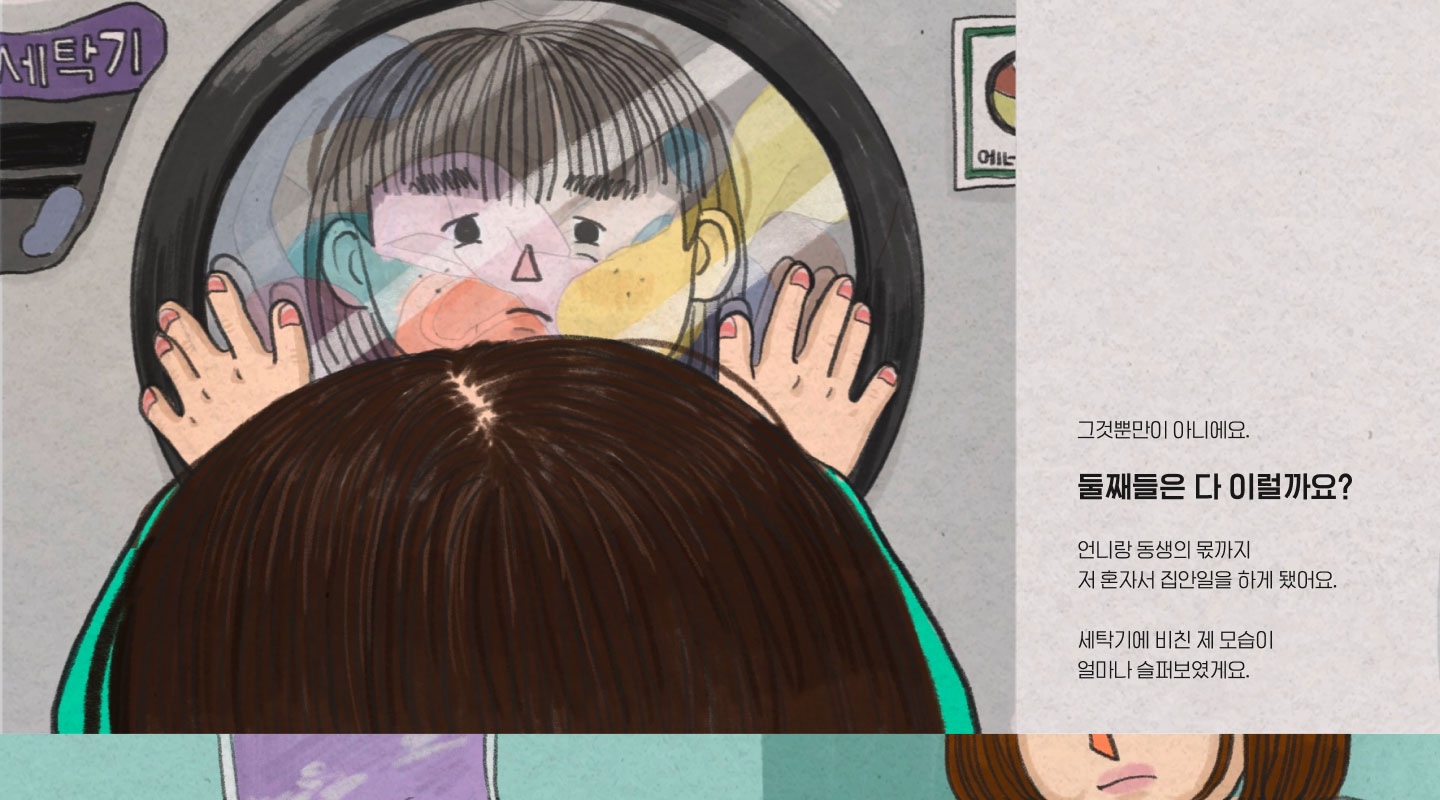 세탁기
그것뿐만이 아니에요.
둘째들은 다 이럴까요?
언니랑 동생의 몫까지
저 혼자서 집안일을 하게 됐어요.
세탁기에 비친 제 모습이
얼마나 슬퍼보였게요.